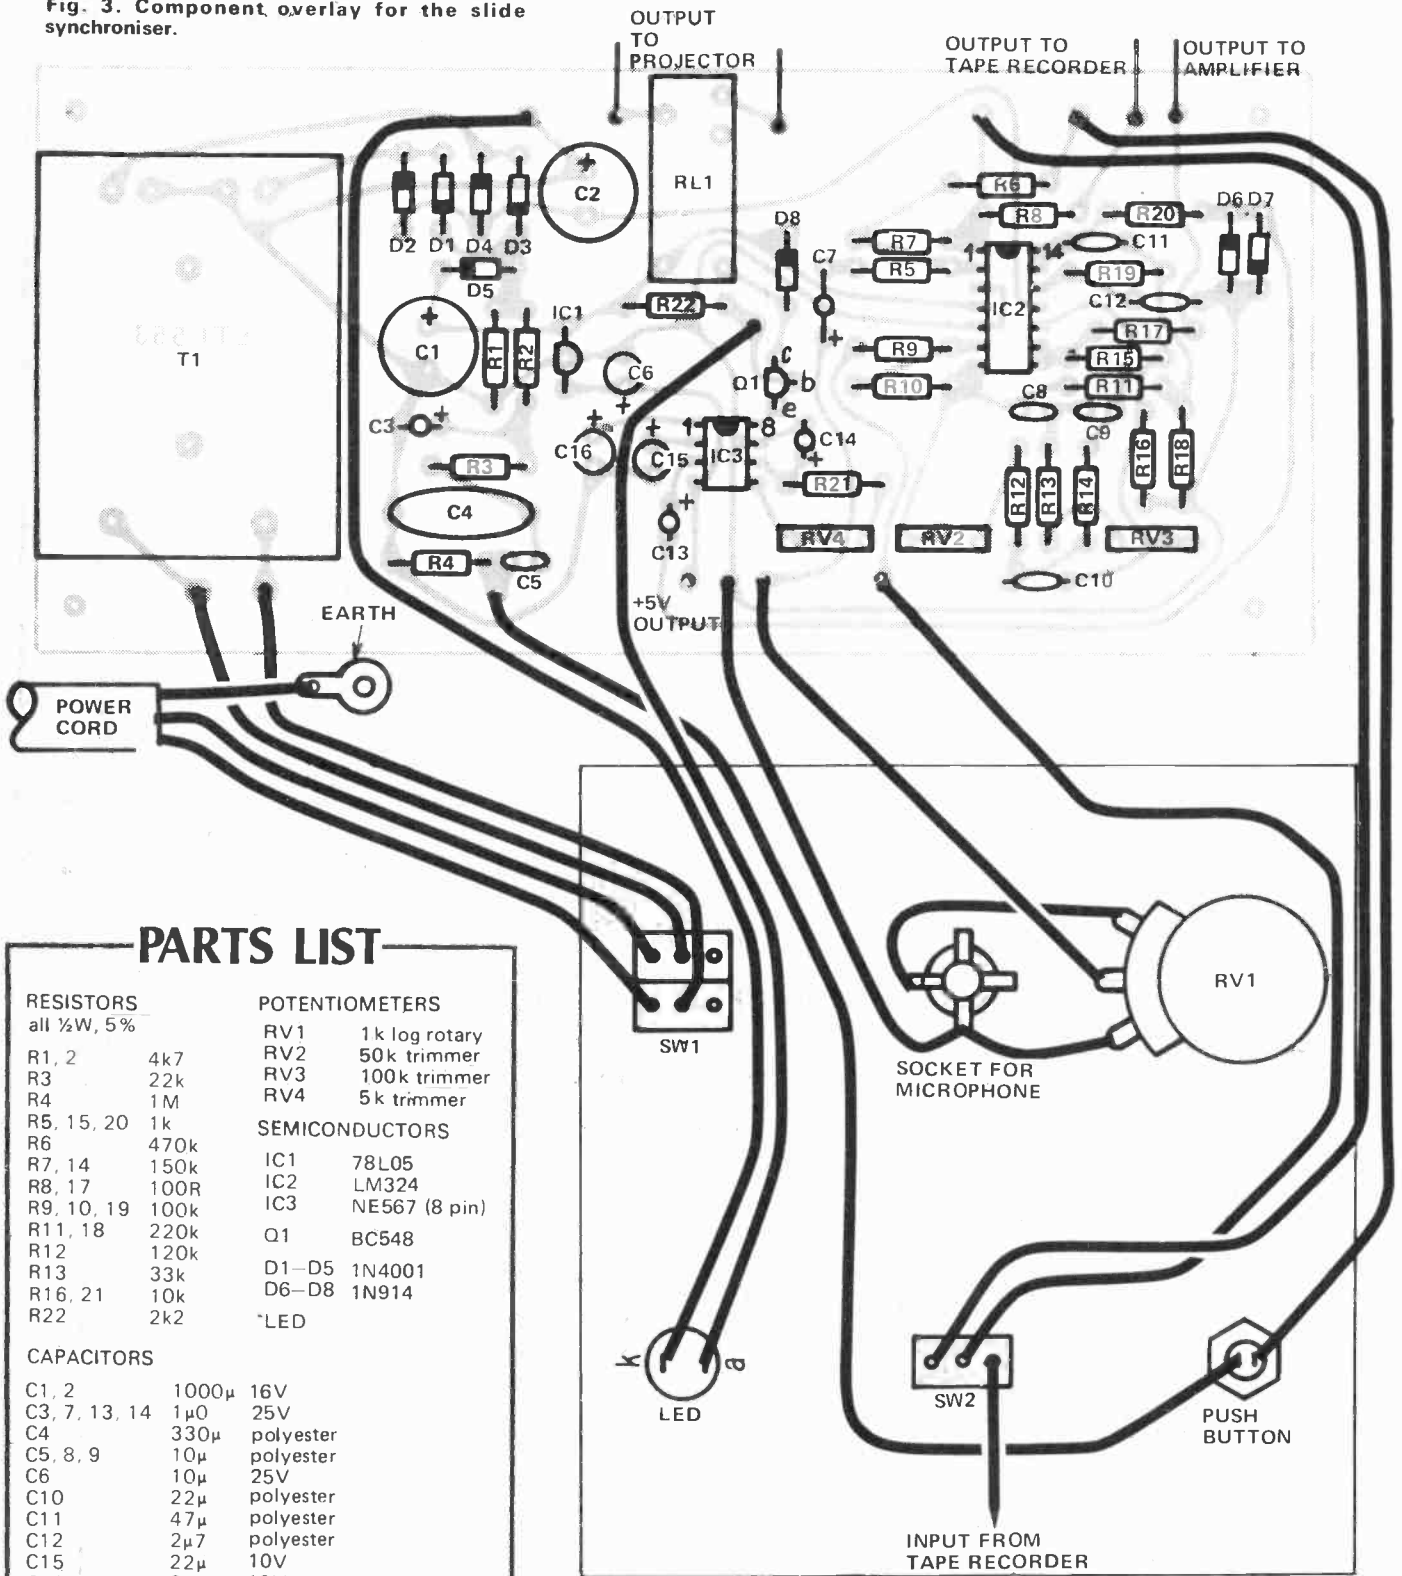 Fig. 3. Component overlay for the slide
synchroniser.
OUTPUT
TO
PROJECTOR
OUTPUT TO
TAPE RECORDER
OUTPUT TO
AMPLIFIER
T1
D2 D1 D4 D3
D5
+
C2
RL1
D8
C7
+
R6
R8
R20
D6 D7
R7
R5
1
14
IC2
C11
R19
C12
R17
R15
R11
+
C1
R1
R2
IC1
R22
C6
+
Q1
c
b
e
R9
R10
C8
C9
R16
R18
C3
+
C16
+
C15
+
1
8
IC3
C14
+
R3
C4
R21
R12
R13
R14
C13
+
RV4
RV2
RV3
R4
C5
C10
+5V
OUTPUT
EARTH
POWER
CORD
SW1
SOCKET FOR
MICROPHONE
RV1
k
a
LED
SW2
PUSH
BUTTON
INPUT FROM
TAPE RECORDER
PARTS LIST
RESISTORS
all ½W, 5%
R1, 2 4k7
R3 22k
R4 1M
R5, 15, 20 1k
R6 470k
R7, 14 150k
R8, 17 100R
R9, 10, 19 100k
R11, 18 220k
R12 120k
R13 33k
R16, 21 10k
R22 2k2
CAPACITORS
C1, 2 1000µ 16V
C3, 7, 13, 14 1µ0 25V
C4 330µ polyester
C5, 8, 9 10µ polyester
C6 10µ 25V
C10 22µ polyester
C11 47µ polyester
C12 2µ7 polyester
C15 22µ 10V
POTENTIOMETERS
RV1 1k log rotary
RV2 50k trimmer
RV3 100k trimmer
RV4 5k trimmer
SEMICONDUCTORS
IC1 78L05
IC2 LM324
IC3 NE567 (8 pin)
Q1 BC548
D1–D5 1N4001
D6–D8 1N914
LED